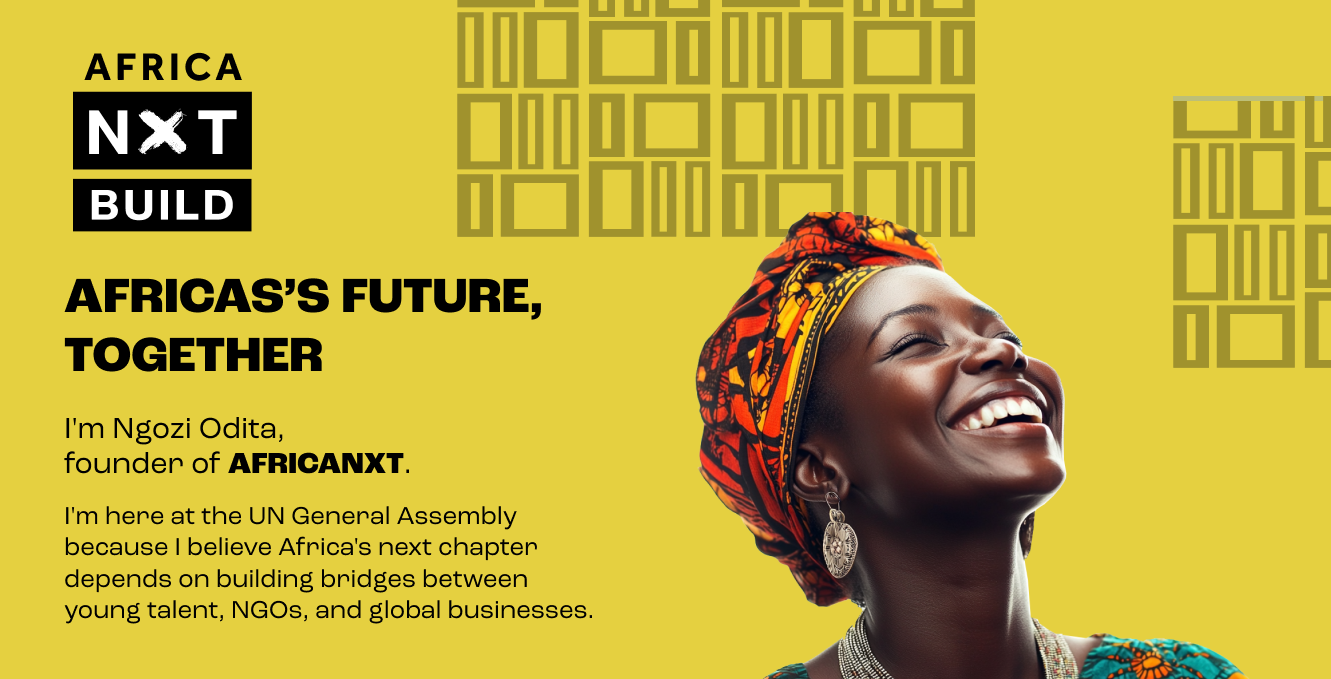 AFRICA
NXT
BUILD
AFRICAS’S FUTURE,
TOGETHER
I'm Ngozi Odita,
founder of AFRICANXT.
I'm here at the UN General Assembly
because I believe Africa's next chapter
depends on building bridges between
young talent, NGOs, and global businesses.